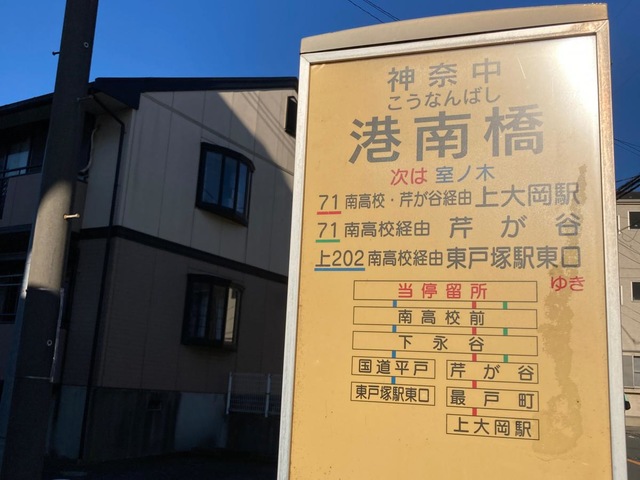 神奈中
こうなんばし
港南橋
次は 室ノ木
71 南高校・芹が谷経由 上大岡駅
71 南高校経由 芹が谷
上202 南高校経由 東戸塚駅東口
ゆき
当停留所
南高校前
下永谷
国道平戸 芹が谷
東戸塚駅東口 最戸町
上大岡駅